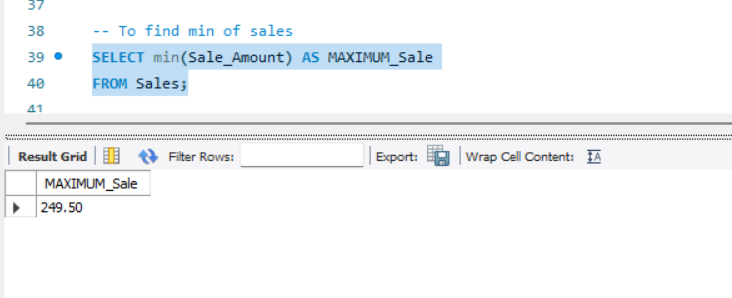 37
38 -- To find min of sales
39 SELECT min(Sale_Amount) AS MAXIMUM_Sale
40 FROM Sales;
41
Result Grid Filter Rows: Export: Wrap Cell Content: IA
MAXIMUM_Sale
249.50